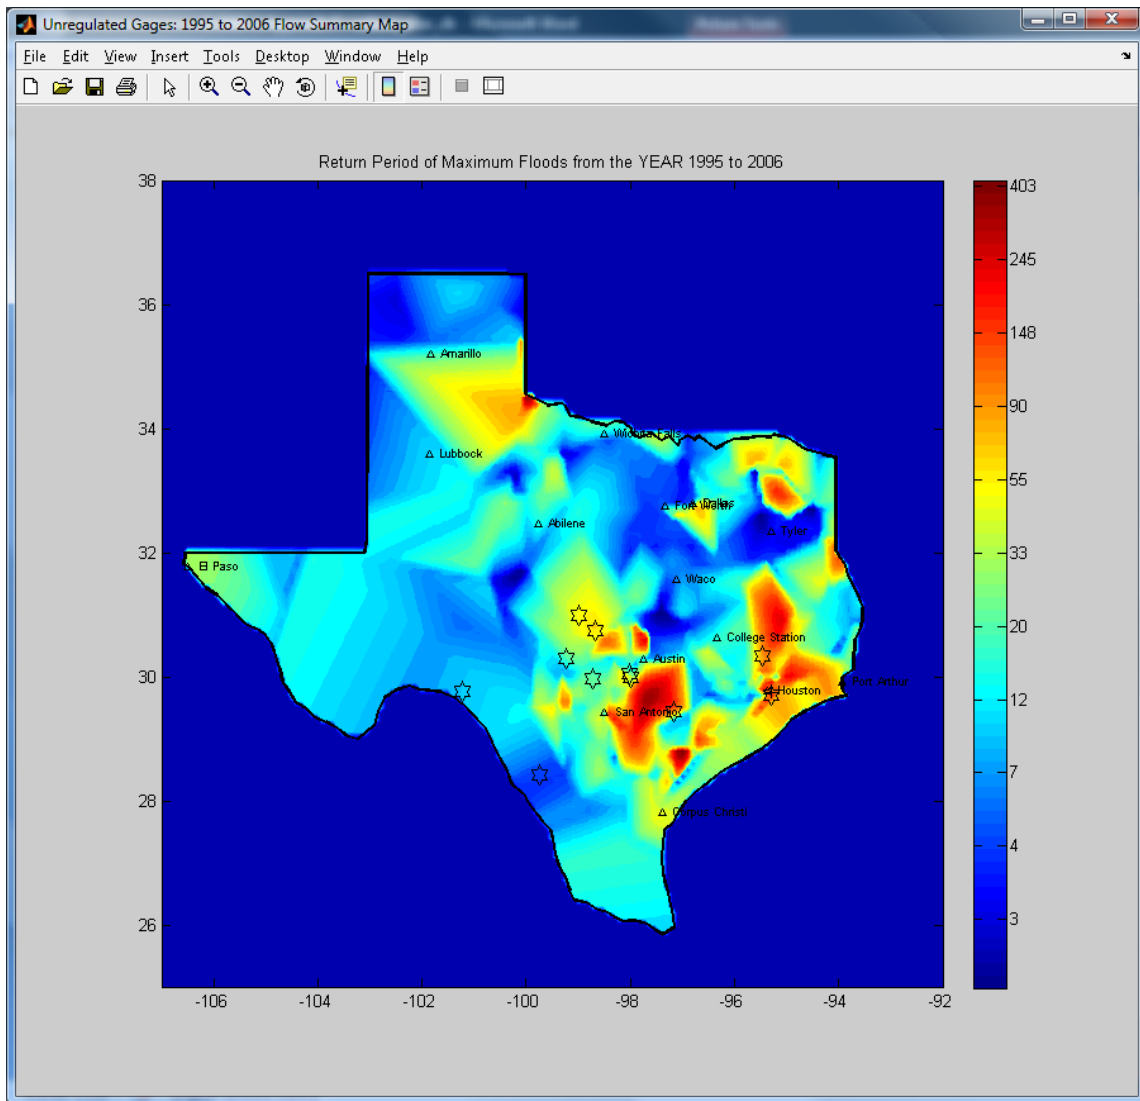 Unregulated Gages: 1995 to 2006 Flow Summary Map
File Edit View Insert Tools Desktop Window Help
Return Period of Maximum Floods from the YEAR 1995 to 2006
38
36
34
32
30
28
26
-106 -104 -102 -100 -98 -96 -94 -92
403
245
148
90
55
33
20
12
7
4
3
Amarillo
Wichita Falls
Lubbock
Dallas
Fort Worth
Abilene
Tyler
El Paso
Waco
College Station
Austin
Port Arthur
Houston
San Antonio
Corpus Christi